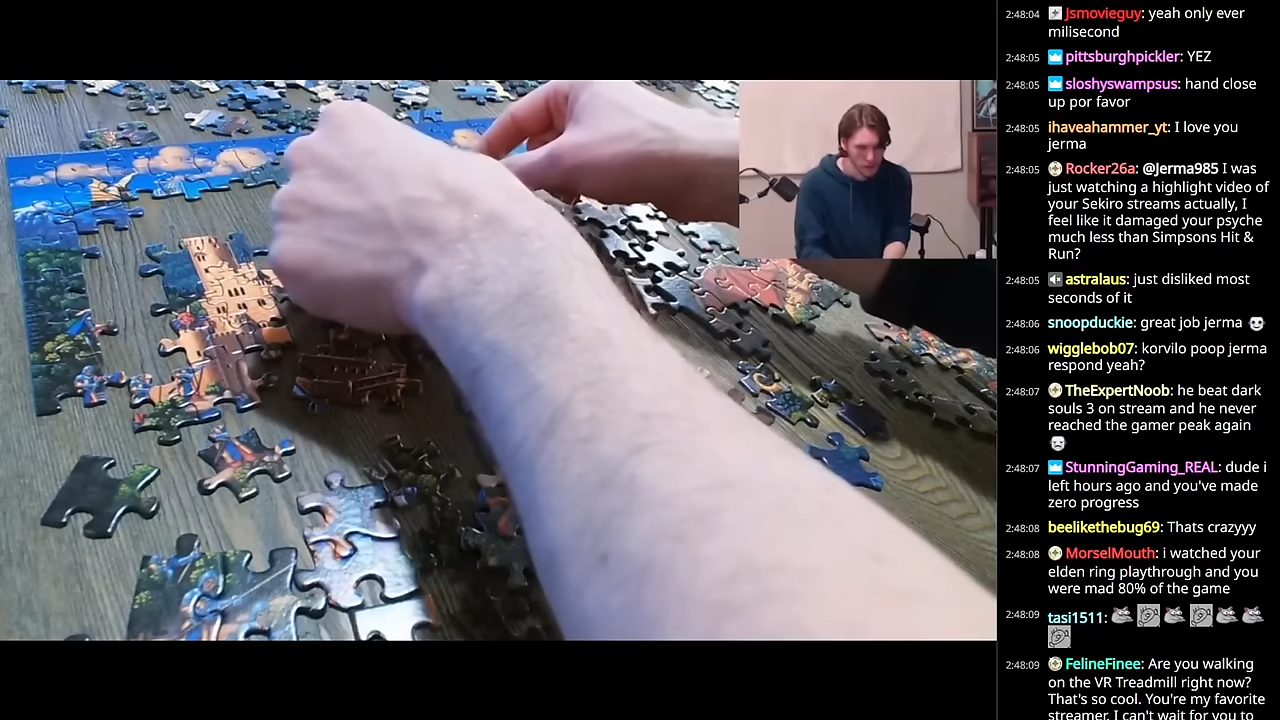 2:48:04 Jsmovieguy: yeah only ever
milisecond
2:48:05 pittsburghpickler: YEZ
2:48:05 sloshyswampsus: hand close
up por favor
2:48:05 ihaveahammer_yt: I love you
jerma
2:48:05 Rocker26a: @Jerma985 I was
just watching a highlight video of
your Sekiro streams actually, I
feel like it damaged your psyche
much less than Simpsons Hit &
Run?
2:48:05 astralaus: just disliked most
seconds of it
2:48:06 snoopduckie: great job jerma
2:48:06 wigglebob07: korvilo poop jerma
respond yeah?
2:48:07 TheExpertNoob: he beat dark
souls 3 on stream and he never
reached the gamer peak again
2:48:07 StunningGaming_REAL: dude i
left hours ago and you've made
zero progress
2:48:08 beelikethebug69: Thats crazyyy
2:48:08 MorselMouth: i watched your
elden ring playthrough and you
were mad 80% of the game
2:48:09 tasi1511:
2:48:09 FelineFinee: Are you walking
on the VR Treadmill right now?
That's so cool. You're my favorite
streamer, I can't wait for you to